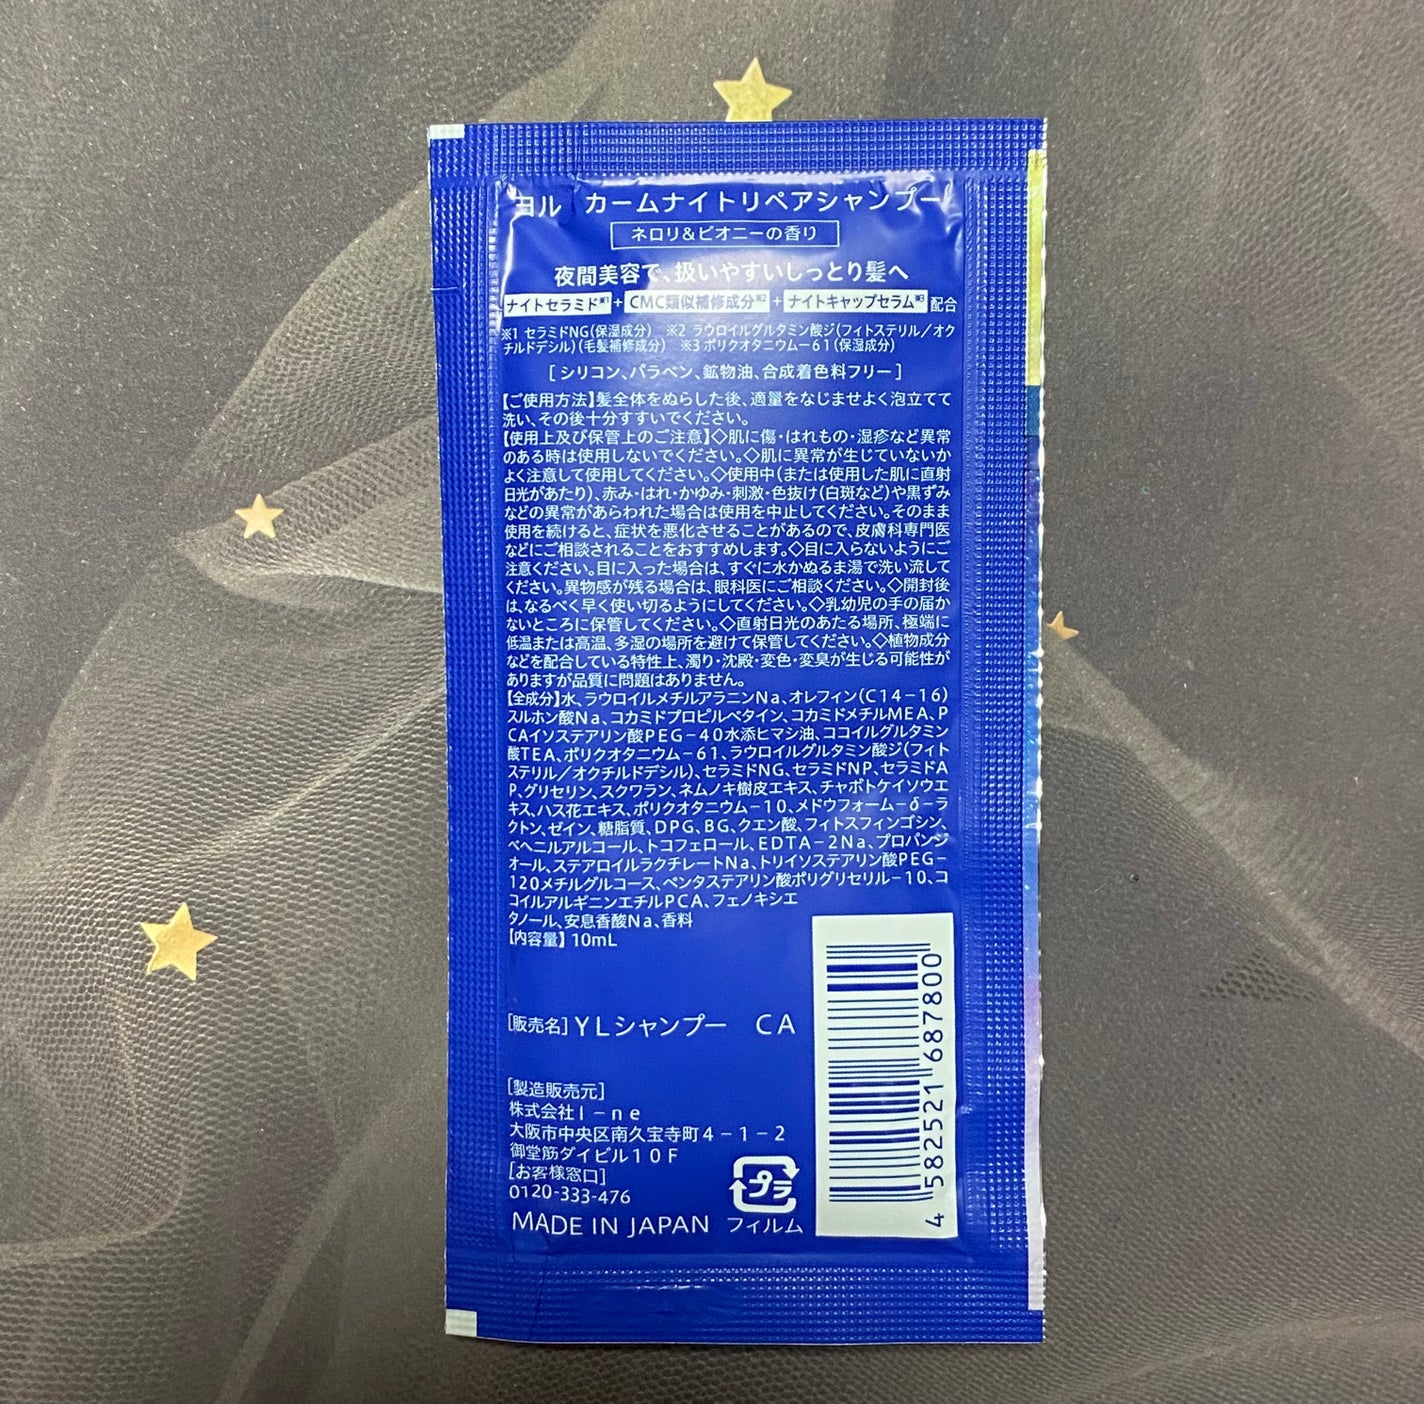 ヨル カームナイトリペアシャンプー
ネロリ&ピオニーの香り
夜間美容で、扱いやすいしっとり髪へ
ナイトセラミド※1+CMC類似補修成分※2+ナイトキャップセラム※3配合
※1 セラミドNG(保湿成分) ※2 ラウロイルグルタミン酸ジ(フィトステリル/オク
チルドデシル)(毛髪補修成分) ※3 ポリクオタニウム-61(保湿成分)
[シリコン、パラベン、鉱物油、合成着色料フリー]
【ご使用方法】髪全体をぬらした後、適量をなじませよく泡立てて
洗い、その後十分すすいでください。
【使用上及び保管上のご注意】◇肌に傷・はれもの・湿疹など異常
のある時は使用しないでください。◇肌に異常が生じていないか
よく注意して使用してください。◇使用中(または使用した肌に直射
日光があたり)、赤み・はれ・かゆみ・刺激・色抜け(白斑など)や黒ずみ
などの異常があらわれた場合は使用を中止してください。そのまま
使用を続けると、症状を悪化させることがあるので、皮膚科専門医
などにご相談されることをおすすめします。◇目に入らないようにご
注意ください。目に入った場合は、すぐに水かぬるま湯で洗い流して
ください。異物感が残る場合は、眼科医にご相談ください。◇開封後
は、なるべく早く使い切るようにしてください。◇乳幼児の手の届か
ないところに保管してください。◇直射日光のあたる場所、極端に
低温または高温、多湿の場所を避けて保管してください。◇植物成分
などを配合している特性上、濁り・沈殿・変色・変臭が生じる可能性が
ありますが品質に問題はありません。
【全成分】水、ラウロイルメチルアラニンNa、オレフィン(C14-16)
スルホン酸Na、コカミドプロピルベタイン、コカミドメチルMEA、P
CAイソステアリン酸PEG-40水添ヒマシ油、ココイルグルタミン
酸TEA、ポリクオタニウム-61、ラウロイルグルタミン酸ジ(フィト
ステリル/オクチルドデシル)、セラミドNG、セラミドNP、セラミドA
P、グリセリン、スクワラン、ネムノキ樹皮エキス、チャボトケイソウエ
キス、ハス花エキス、ポリクオタニウム-10、メドウフォーム-δ-ラ
クトン、ゼイン、糖脂質、DPG、BG、クエン酸、フィトスフィンゴシン、
ベヘニルアルコール、トコフェロール、EDTA-2Na、プロパンジ
オール、ステアロイルラクチレートNa、トリイソステアリン酸PEG-
120メチルグルコース、ペンタステアリン酸ポリグリセリル-10、コ
コイルアルギニンエチルPCA、フェノキシエ
タノール、安息香酸Na、香料
【内容量】10mL
[販売名]YLシャンプー CA
[製造販売元]
株式会社I-ne
大阪市中央区南久宝寺町4-1-2
御堂筋ダイビル10F
[お客様窓口]
0120-333-476
MADE IN JAPAN
プラ
フィルム
4 582521 687800